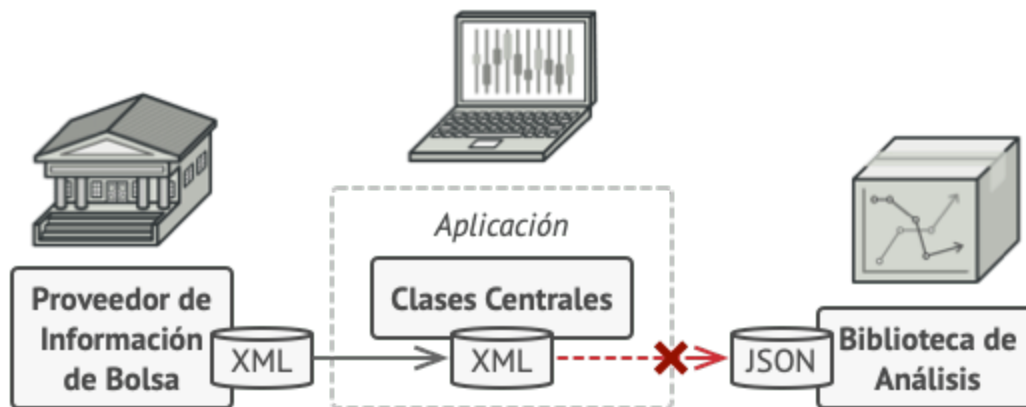 Aplicación
Proveedor de
Información
de Bolsa
XML
Clases Centrales
XML
JSON
Biblioteca de
Análisis